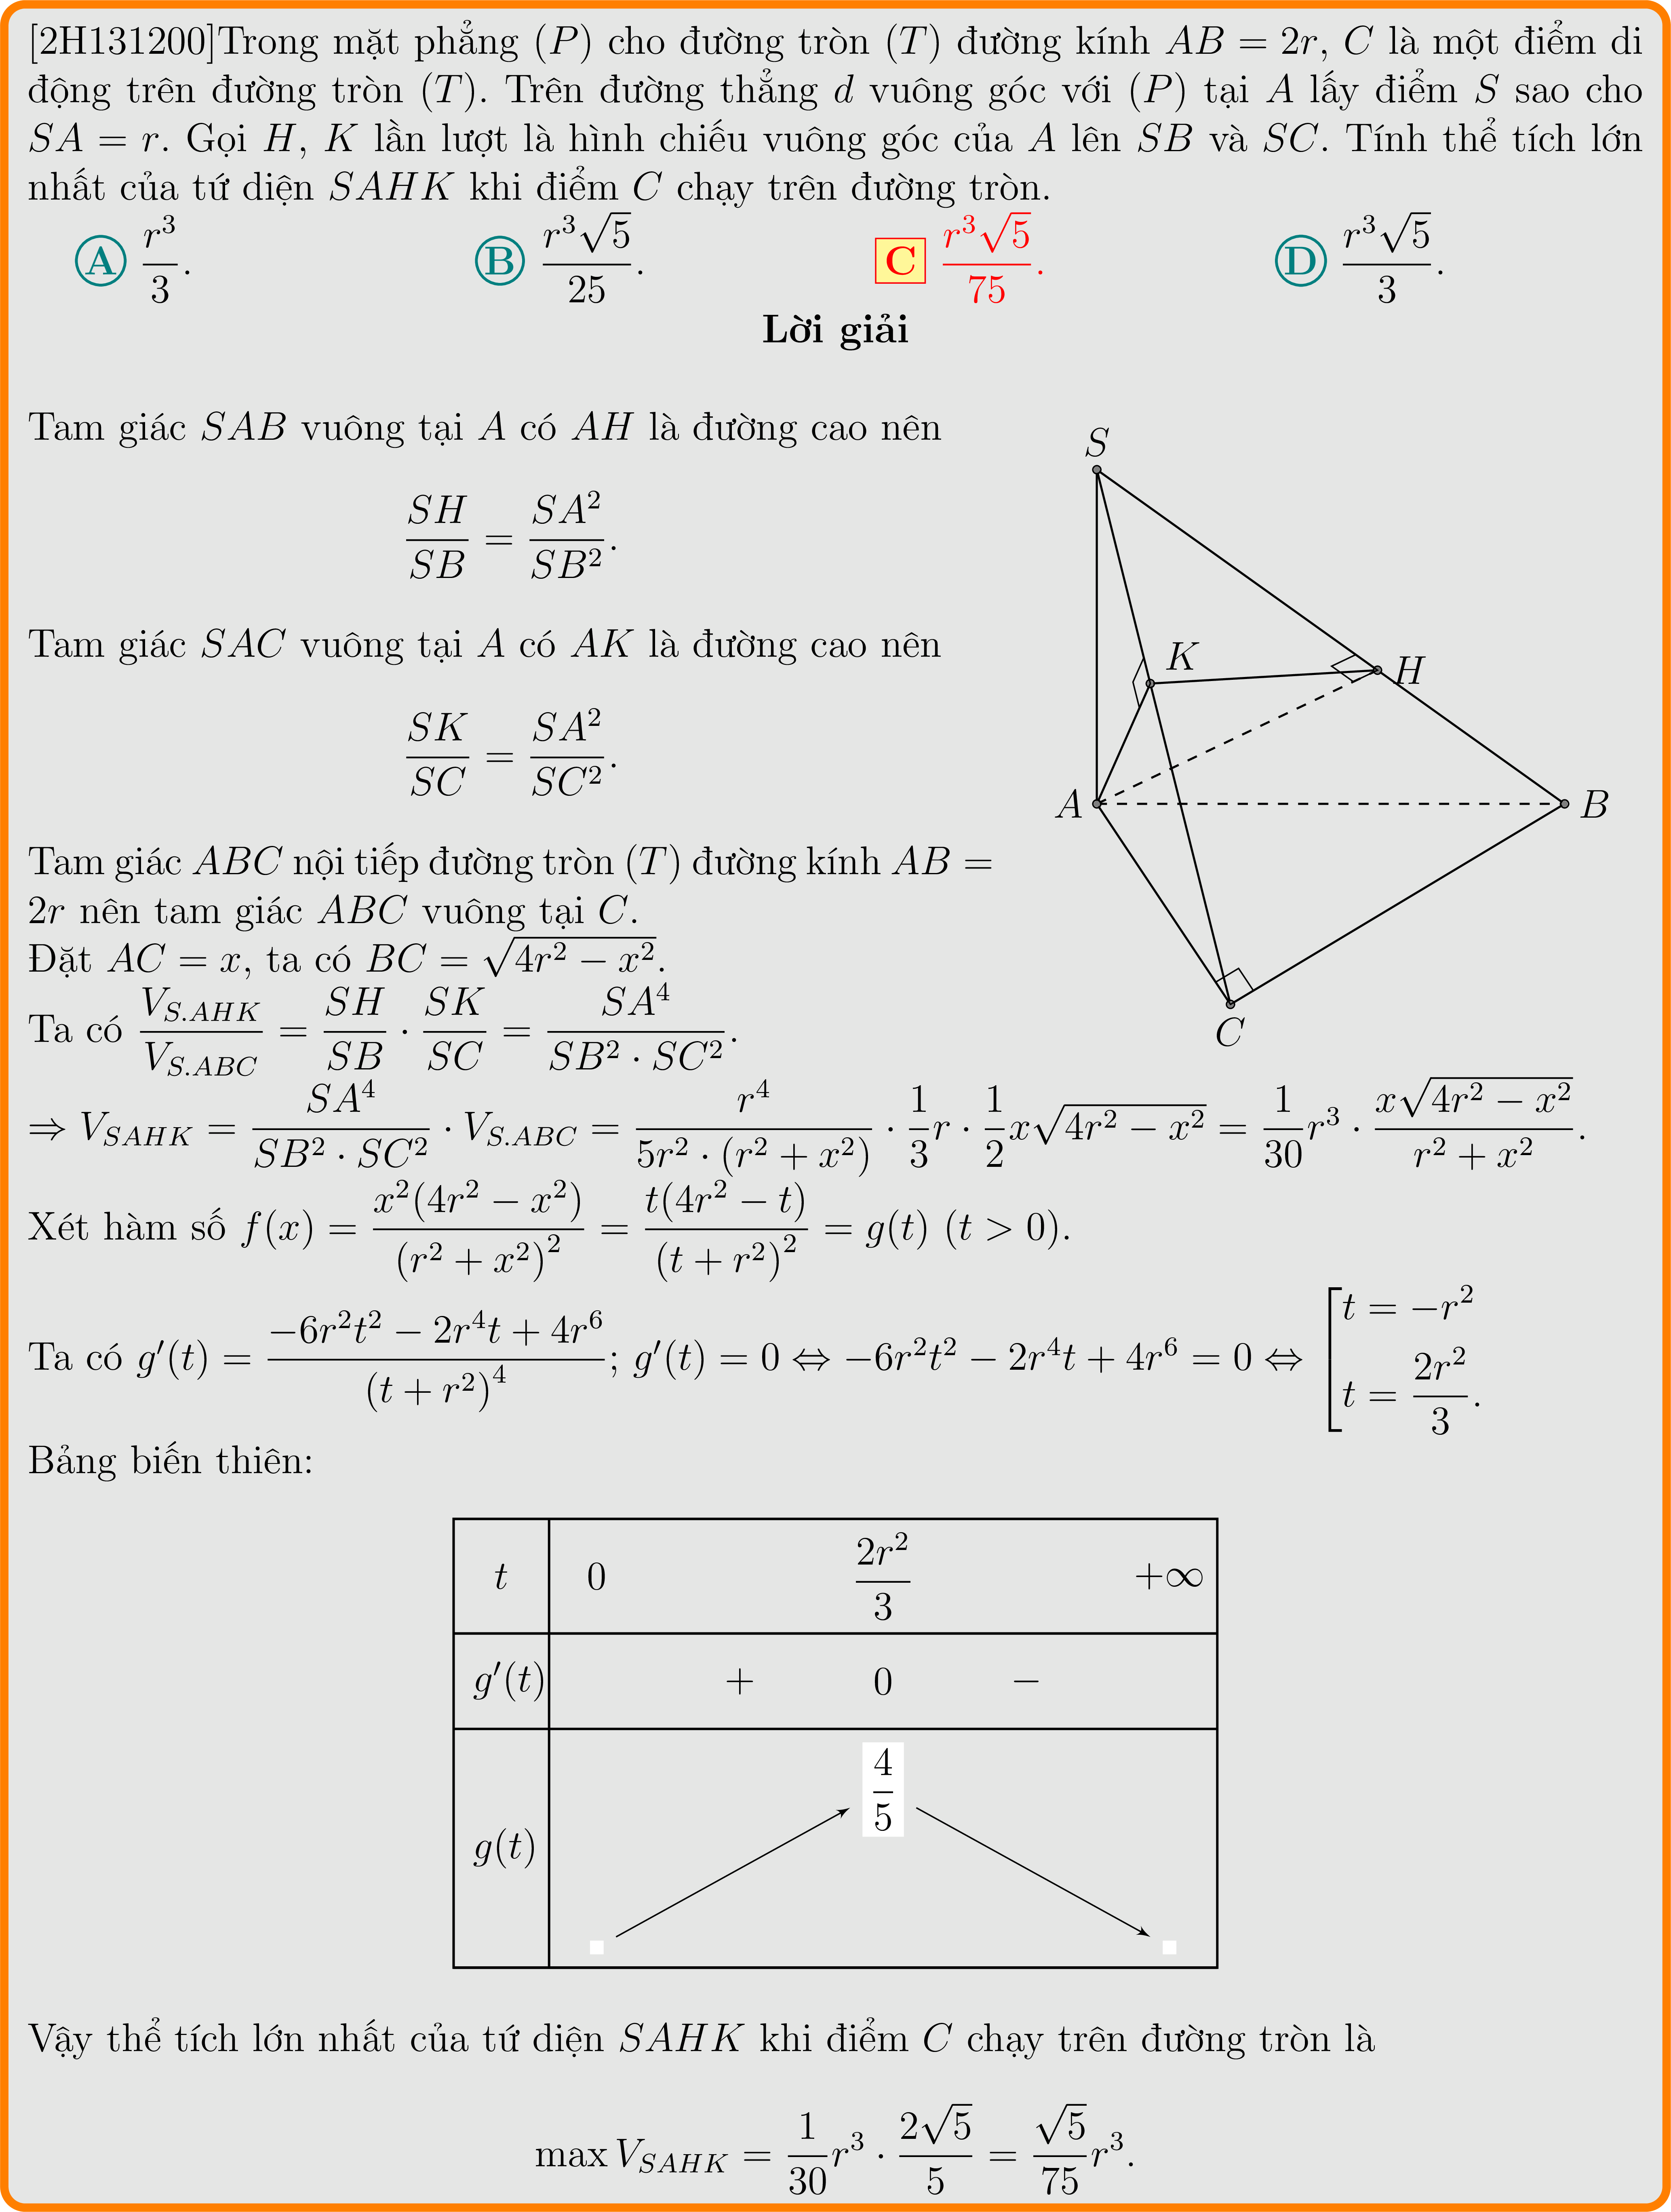 [2H131200]Trong mặt phẳng (P) cho đường tròn (T) đường kính AB = 2r, C là một điểm di
động trên đường tròn (T). Trên đường thẳng d vuông góc với (P) tại A lấy điểm S sao cho
SA = r. Gọi H, K lần lượt là hình chiếu vuông góc của A lên SB và SC. Tính thể tích lớn
nhất của tứ diện SAHK khi điểm C chạy trên đường tròn.
A $\frac{r^3}{3}$. B $\frac{r^3\sqrt{5}}{25}$. C $\frac{r^3\sqrt{5}}{75}$. D $\frac{r^3\sqrt{5}}{3}$.
Lời giải
Tam giác SAB vuông tại A có AH là đường cao nên
$\frac{SH}{SB} = \frac{SA^2}{SB^2}$.
Tam giác SAC vuông tại A có AK là đường cao nên
$\frac{SK}{SC} = \frac{SA^2}{SC^2}$.
Tam giác ABC nội tiếp đường tròn (T) đường kính AB =
2r nên tam giác ABC vuông tại C.
Đặt AC = x, ta có BC = $\sqrt{4r^2 - x^2}$.
Ta có $\frac{V_{S.AHK}}{V_{S.ABC}} = \frac{SH}{SB} \cdot \frac{SK}{SC} = \frac{SA^4}{SB^2 \cdot SC^2}$.
S
K
H
A
B
C
$\Rightarrow V_{SAHK} = \frac{SA^4}{SB^2 \cdot SC^2} \cdot V_{S.ABC} = \frac{r^4}{5r^2 \cdot (r^2 + x^2)} \cdot \frac{1}{3}r \cdot \frac{1}{2}x\sqrt{4r^2 - x^2} = \frac{1}{30}r^3 \cdot \frac{x\sqrt{4r^2 - x^2}}{r^2 + x^2}$.
Xét hàm số $f(x) = \frac{x^2(4r^2 - x^2)}{(r^2 + x^2)^2} = \frac{t(4r^2 - t)}{(t + r^2)^2} = g(t)$ $(t > 0)$.
Ta có $g'(t) = \frac{-6r^2t^2 - 2r^4t + 4r^6}{(t + r^2)^4}$; $g'(t) = 0 \Leftrightarrow -6r^2t^2 - 2r^4t + 4r^6 = 0 \Leftrightarrow \left[\begin{array}{l} t = -r^2 \\ t = \frac{2r^2}{3}. \end{array}\right.$
Bảng biến thiên:
t 0 $\frac{2r^2}{3}$ $+\infty$
g′(t) + 0 −
g(t) $\frac{4}{5}$
Vậy thể tích lớn nhất của tứ diện SAHK khi điểm C chạy trên đường tròn là
$\max V_{SAHK} = \frac{1}{30}r^3 \cdot \frac{2\sqrt{5}}{5} = \frac{\sqrt{5}}{75}r^3$.